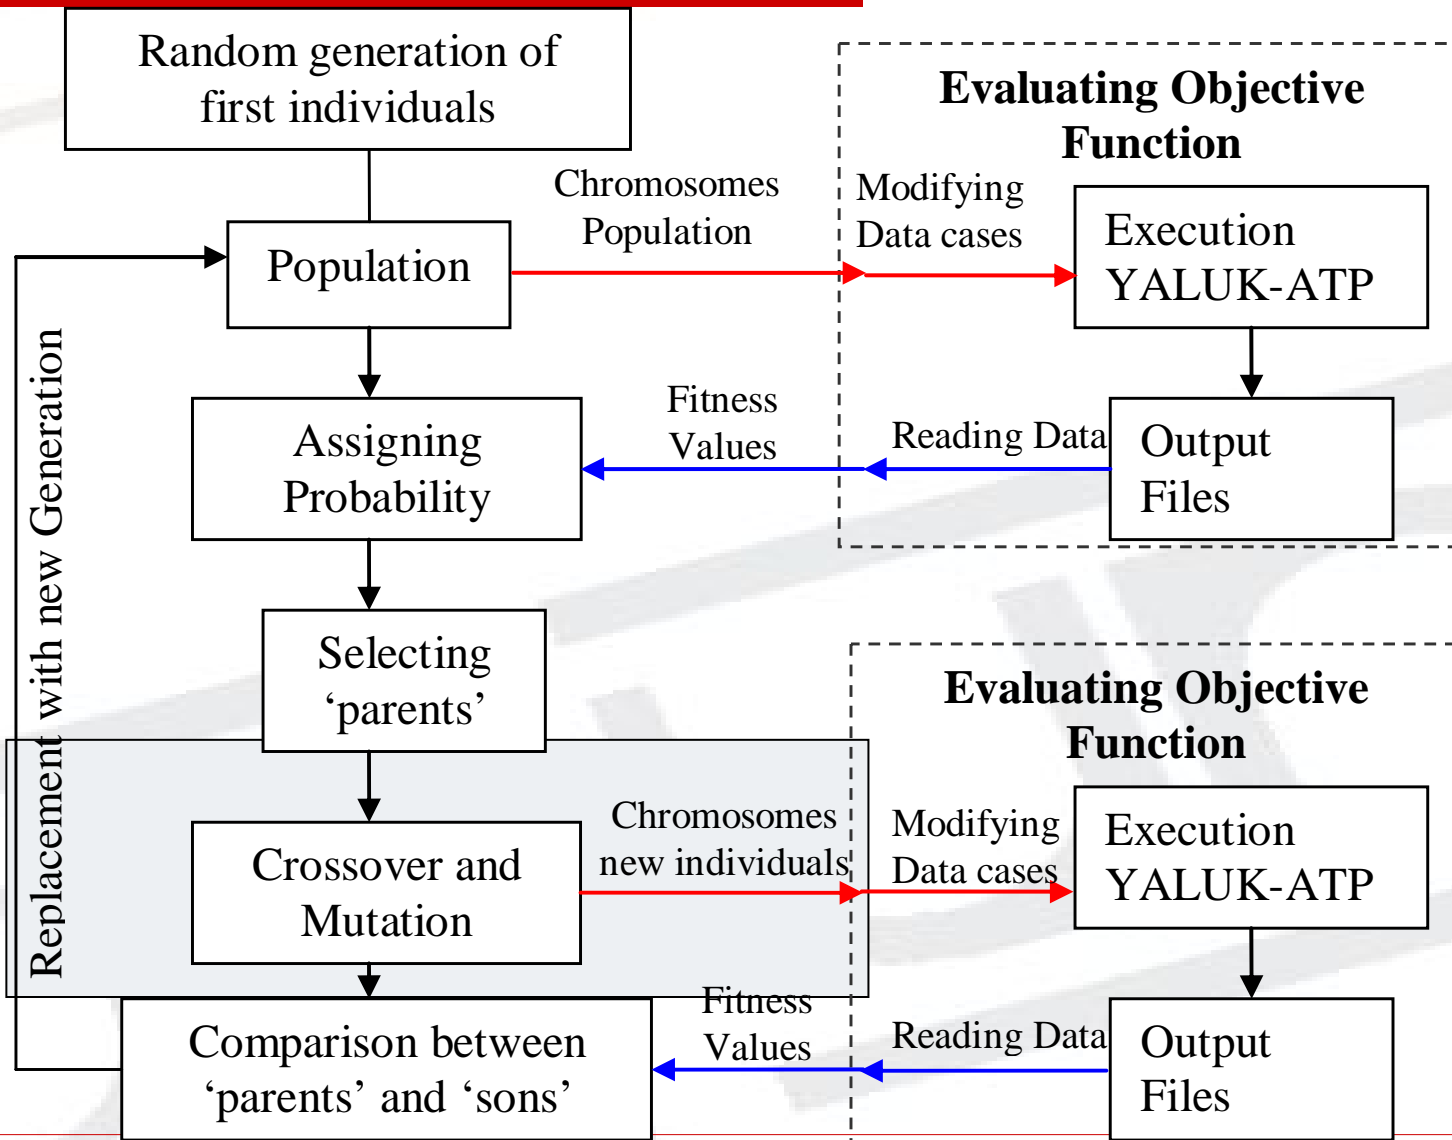 Random generation of
first individuals
Evaluating Objective
Function
Chromosomes
Population
Modifying
Data cases
Execution
YALUK-ATP
Population
Replacement with new Generation
Assigning
Probability
Fitness
Values
Reading Data
Output
Files
Selecting
‘parents’
Evaluating Objective
Function
Crossover and
Mutation
Chromosomes
new individuals
Modifying
Data cases
Execution
YALUK-ATP
Comparison between
‘parents’ and ‘sons’
Fitness
Values
Reading Data
Output
Files